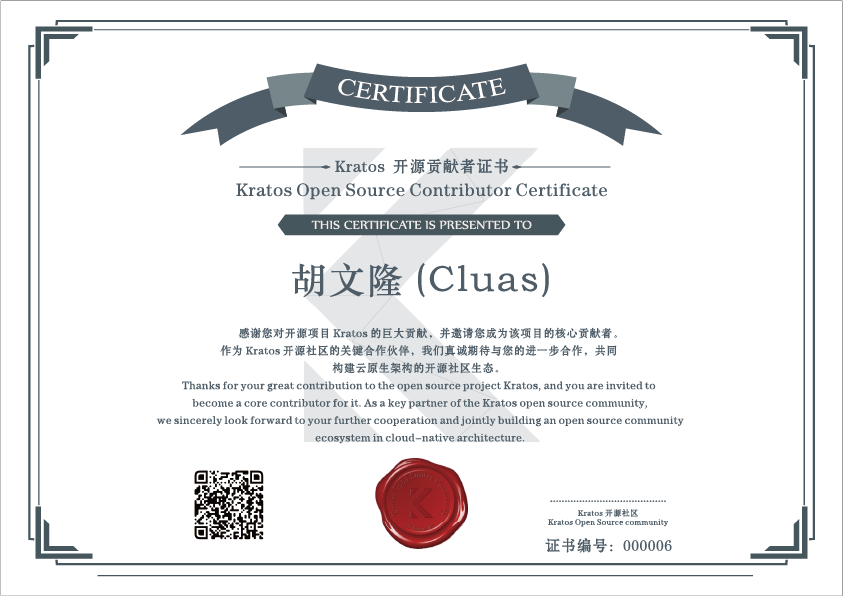 CERTIFICATE
Kratos 开源贡献者证书
Kratos Open Source Contributor Certificate
THIS CERTIFICATE IS PRESENTED TO
胡文隆 (Cluas)
感谢您对开源项目 Kratos 的巨大贡献，并邀请您成为该项目的核心贡献者。
作为 Kratos 开源社区的关键合作伙伴，我们真诚期待与您的进一步合作，共同
构建云原生架构的开源社区生态。
Thanks for your great contribution to the open source project Kratos, and you are invited to
become a core contributor for it. As a key partner of the Kratos open source community,
we sincerely look forward to your further cooperation and jointly building an open source community
ecosystem in cloud-native architecture.
Kratos 开源社区
Kratos Open Source community
证书编号：000006